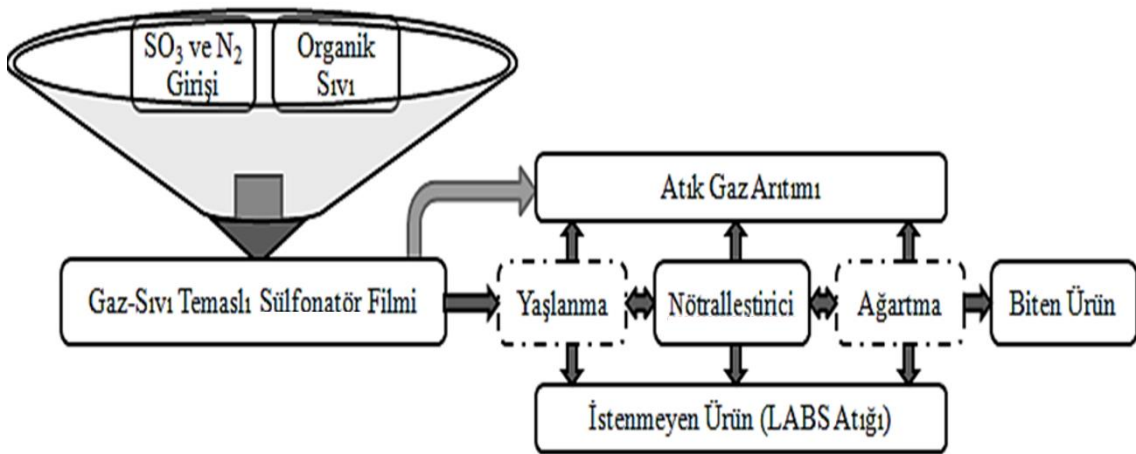 SO₃ ve N₂
Girişi
Organik
Sıvı
Atık Gaz Arıtımı
Gaz-Sıvı Temaslı Sülfonatör Filmi
Yaşlanma
Nötralleştirici
Ağartma
Biten Ürün
İstenmeyen Ürün (LABS Atığı)